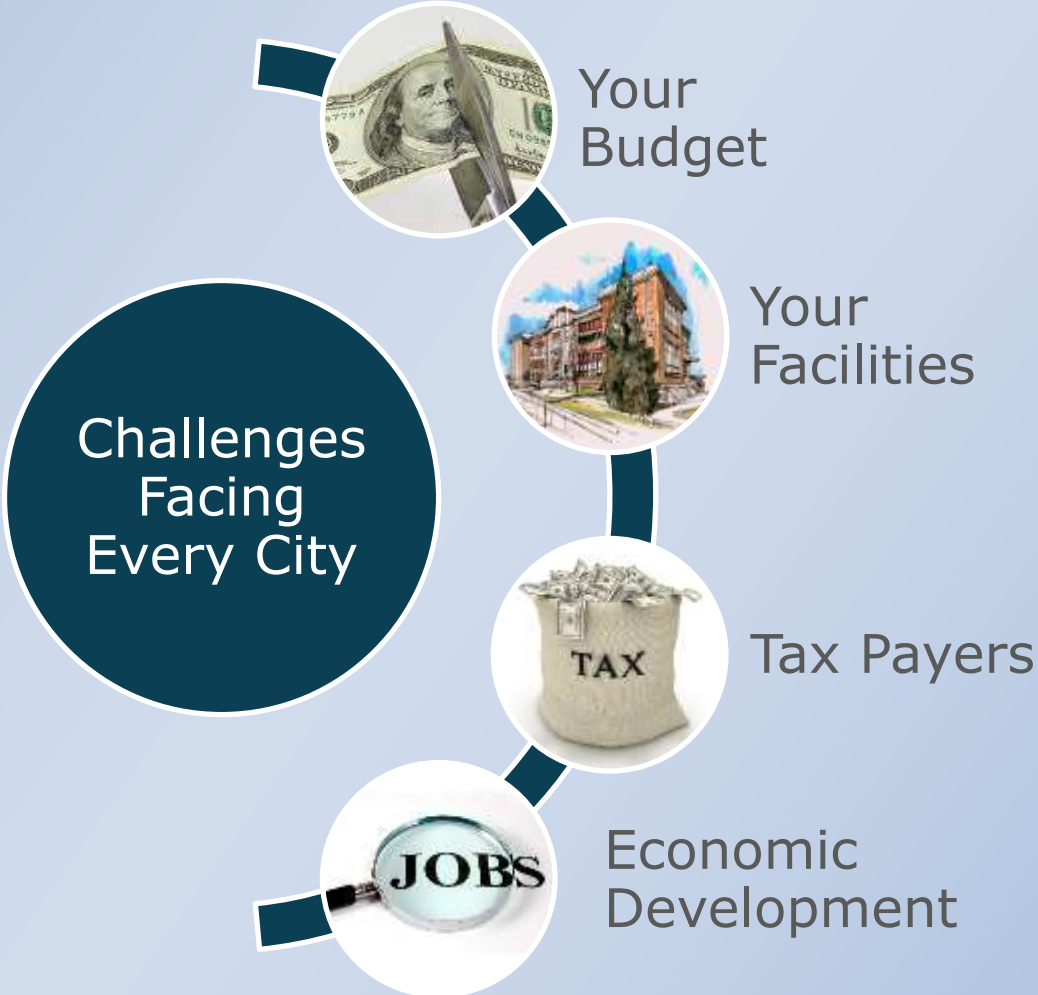 Your
Budget
Your
Facilities
Challenges
Facing
Every City
TAX
Tax Payers
JOBS
Economic
Development